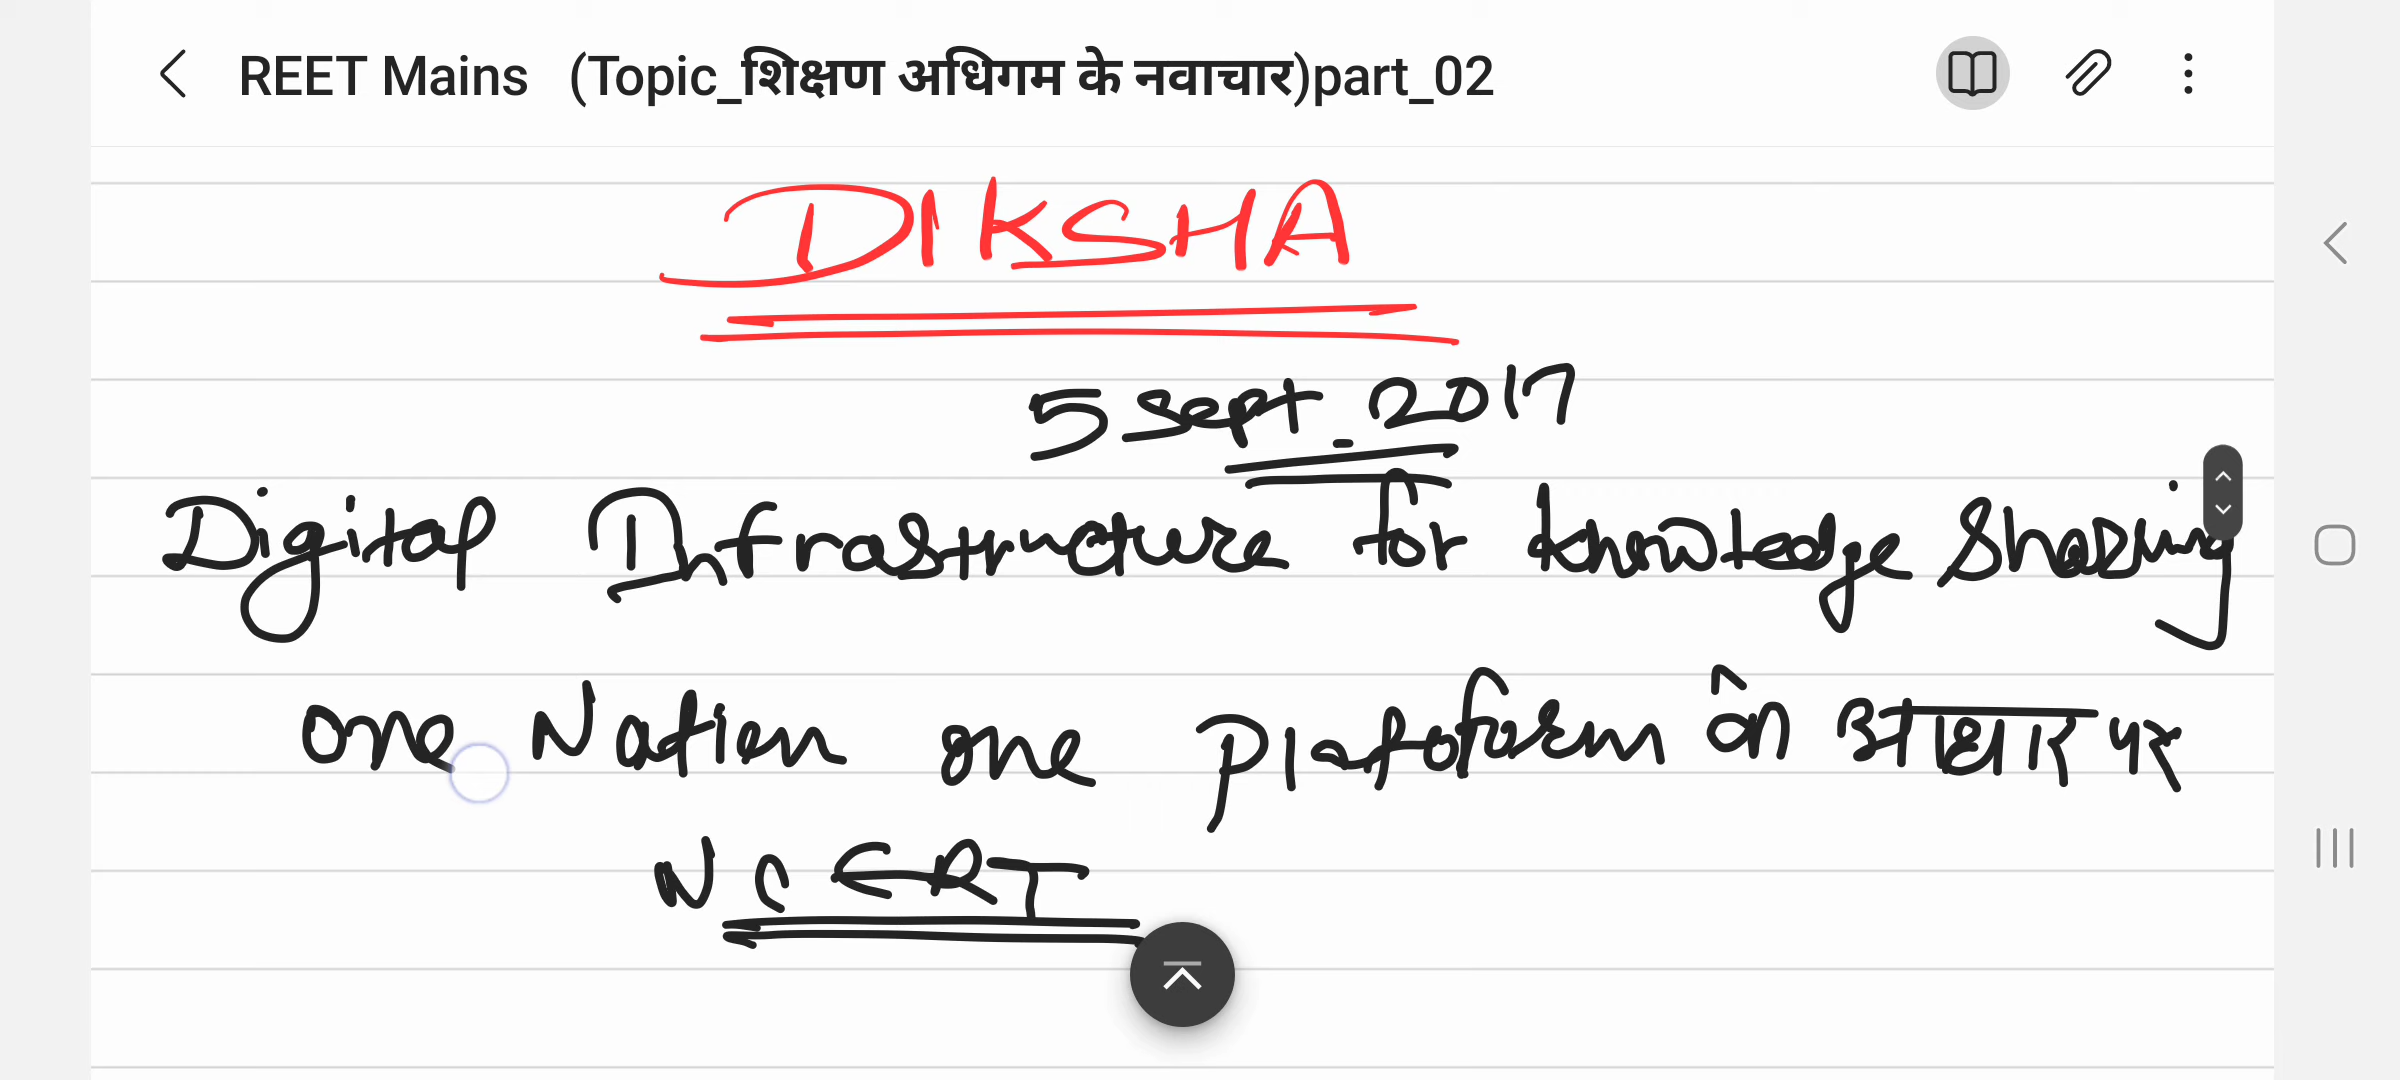 REET Mains (Topic_शिक्षण अधिगम के नवाचार)part_02
DIKSHA
5 Sept. 2017
Digital Infrastructure for knowledge Sharing
one Nation one Platoform के आधार पर
NCERT